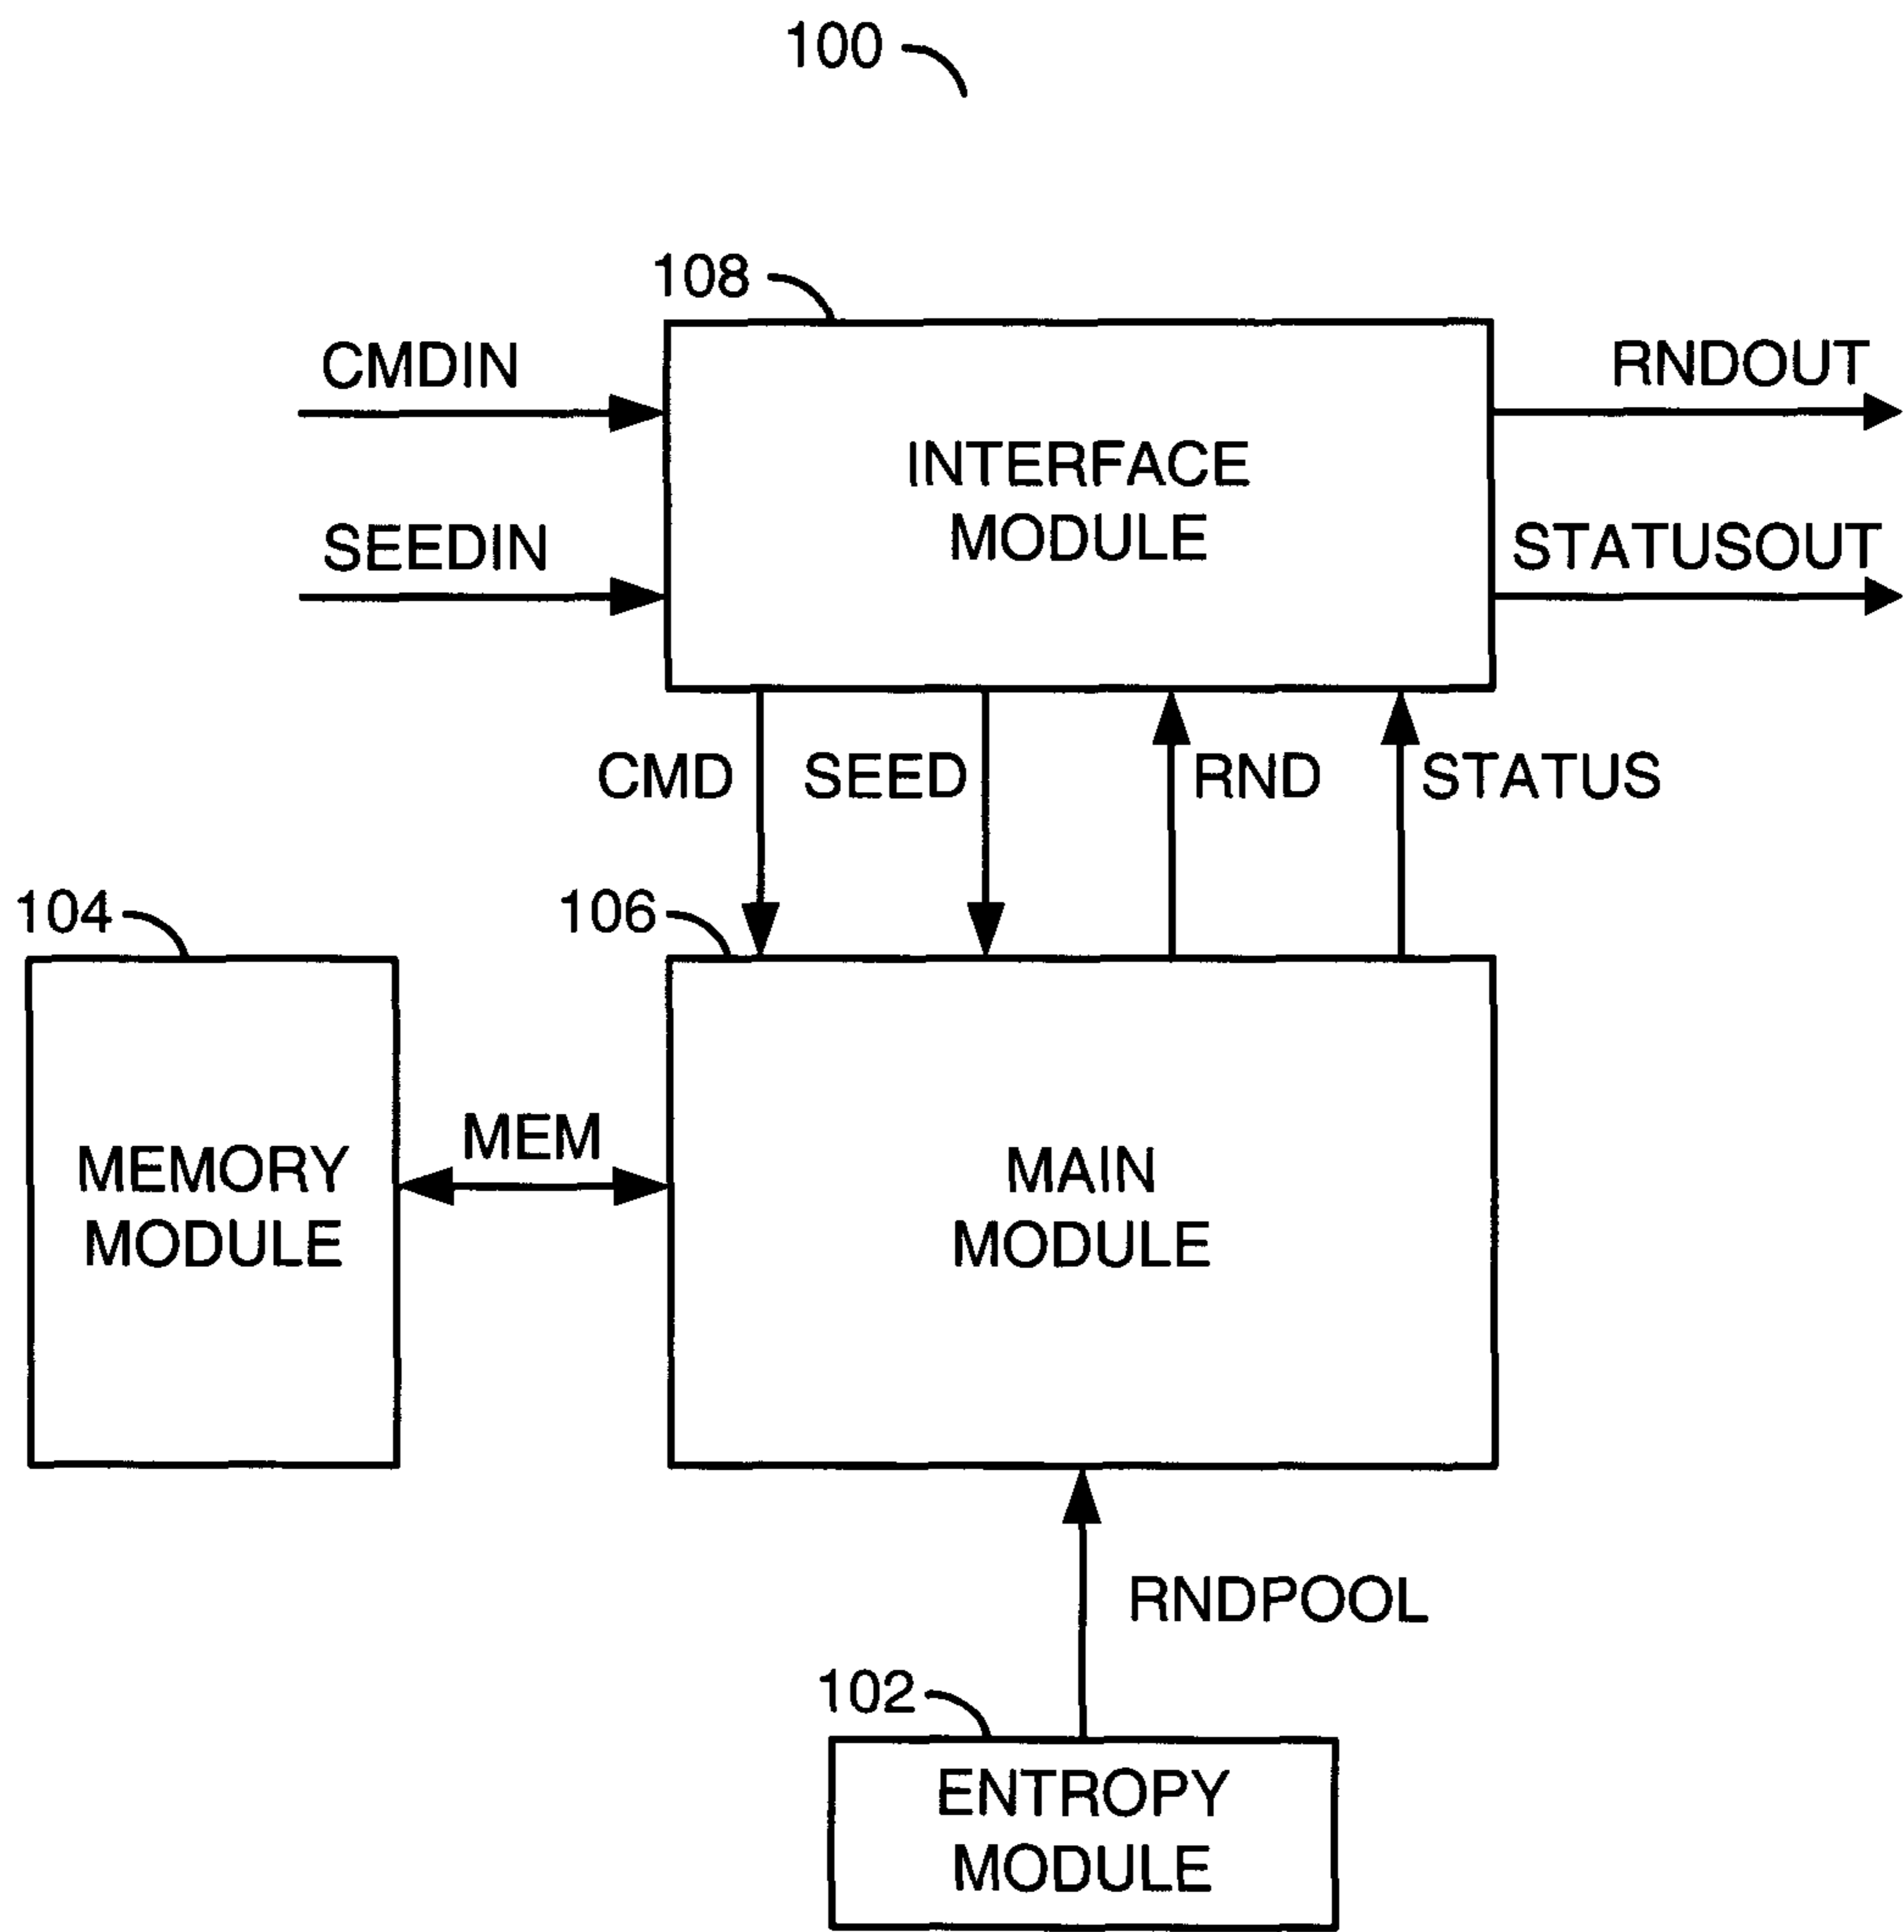 100
108
CMDIN
RNDOUT
INTERFACE
MODULE
SEEDIN
STATUSOUT
CMD
SEED
RND
STATUS
104
106
MEMORY
MODULE
MEM
MAIN
MODULE
RNDPOOL
102
ENTROPY
MODULE